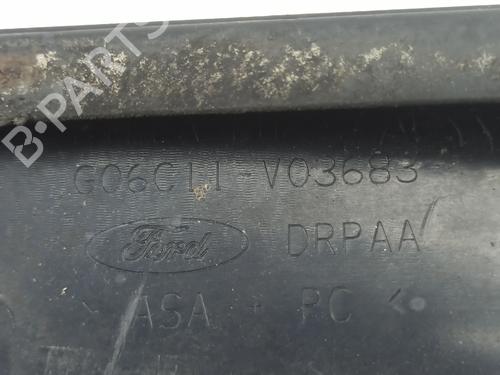 B-PARTS
G06C11-V03683
Ford DRPAA
> ASA + PC <